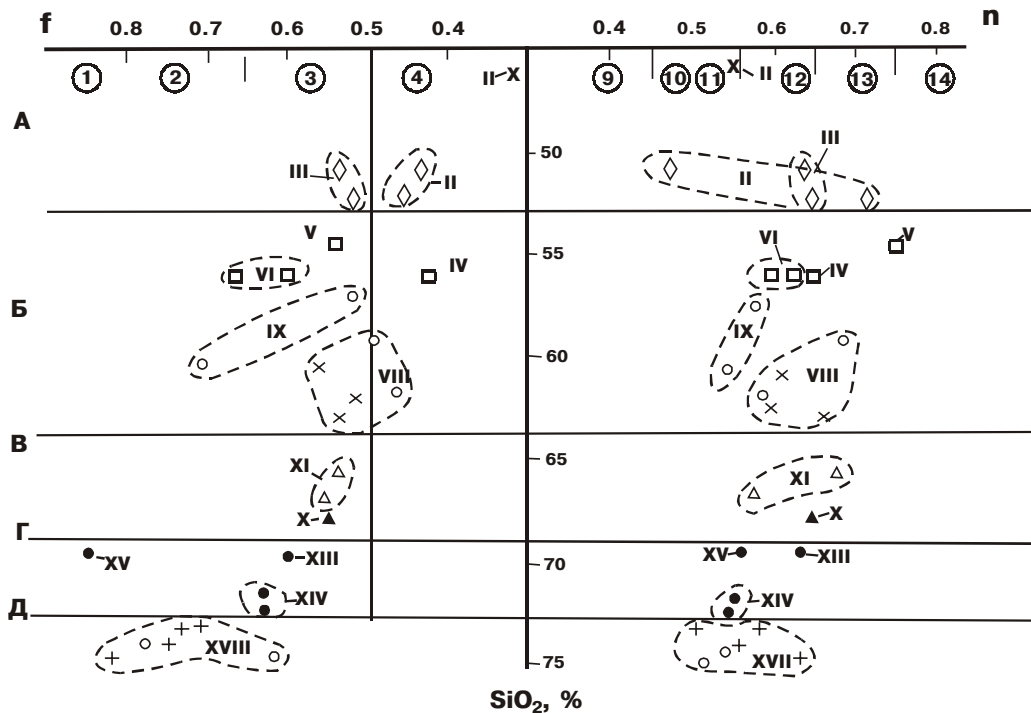 f 0.8 0.7 0.6 0.5 0.4 0.4 0.5 0.6 0.7 0.8 n
1 2 3 4 II X 9 10 11 X II 12 13 14
А
50
III II II III
V VI IV 55 VI IV V
Б
IX VIII 60 IX VIII
В
65
XI XI
X X
Г
XV XIII 70 XV XIII
XIV XIV
Д
XVIII 75 XVII
SiO₂, %